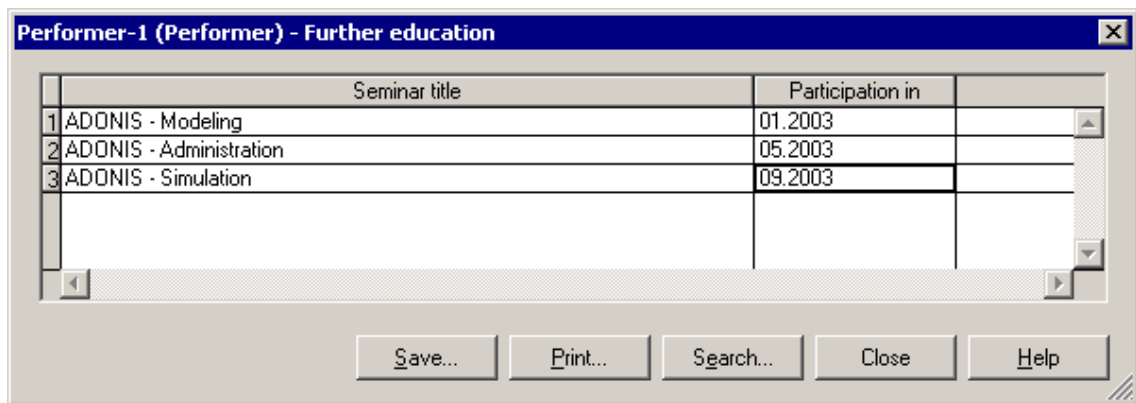 Performer-1 (Performer) - Further education
Seminar title Participation in
1 ADONIS - Modeling 01.2003
2 ADONIS - Administration 05.2003
3 ADONIS - Simulation 09.2003
Save... Print... Search... Close Help